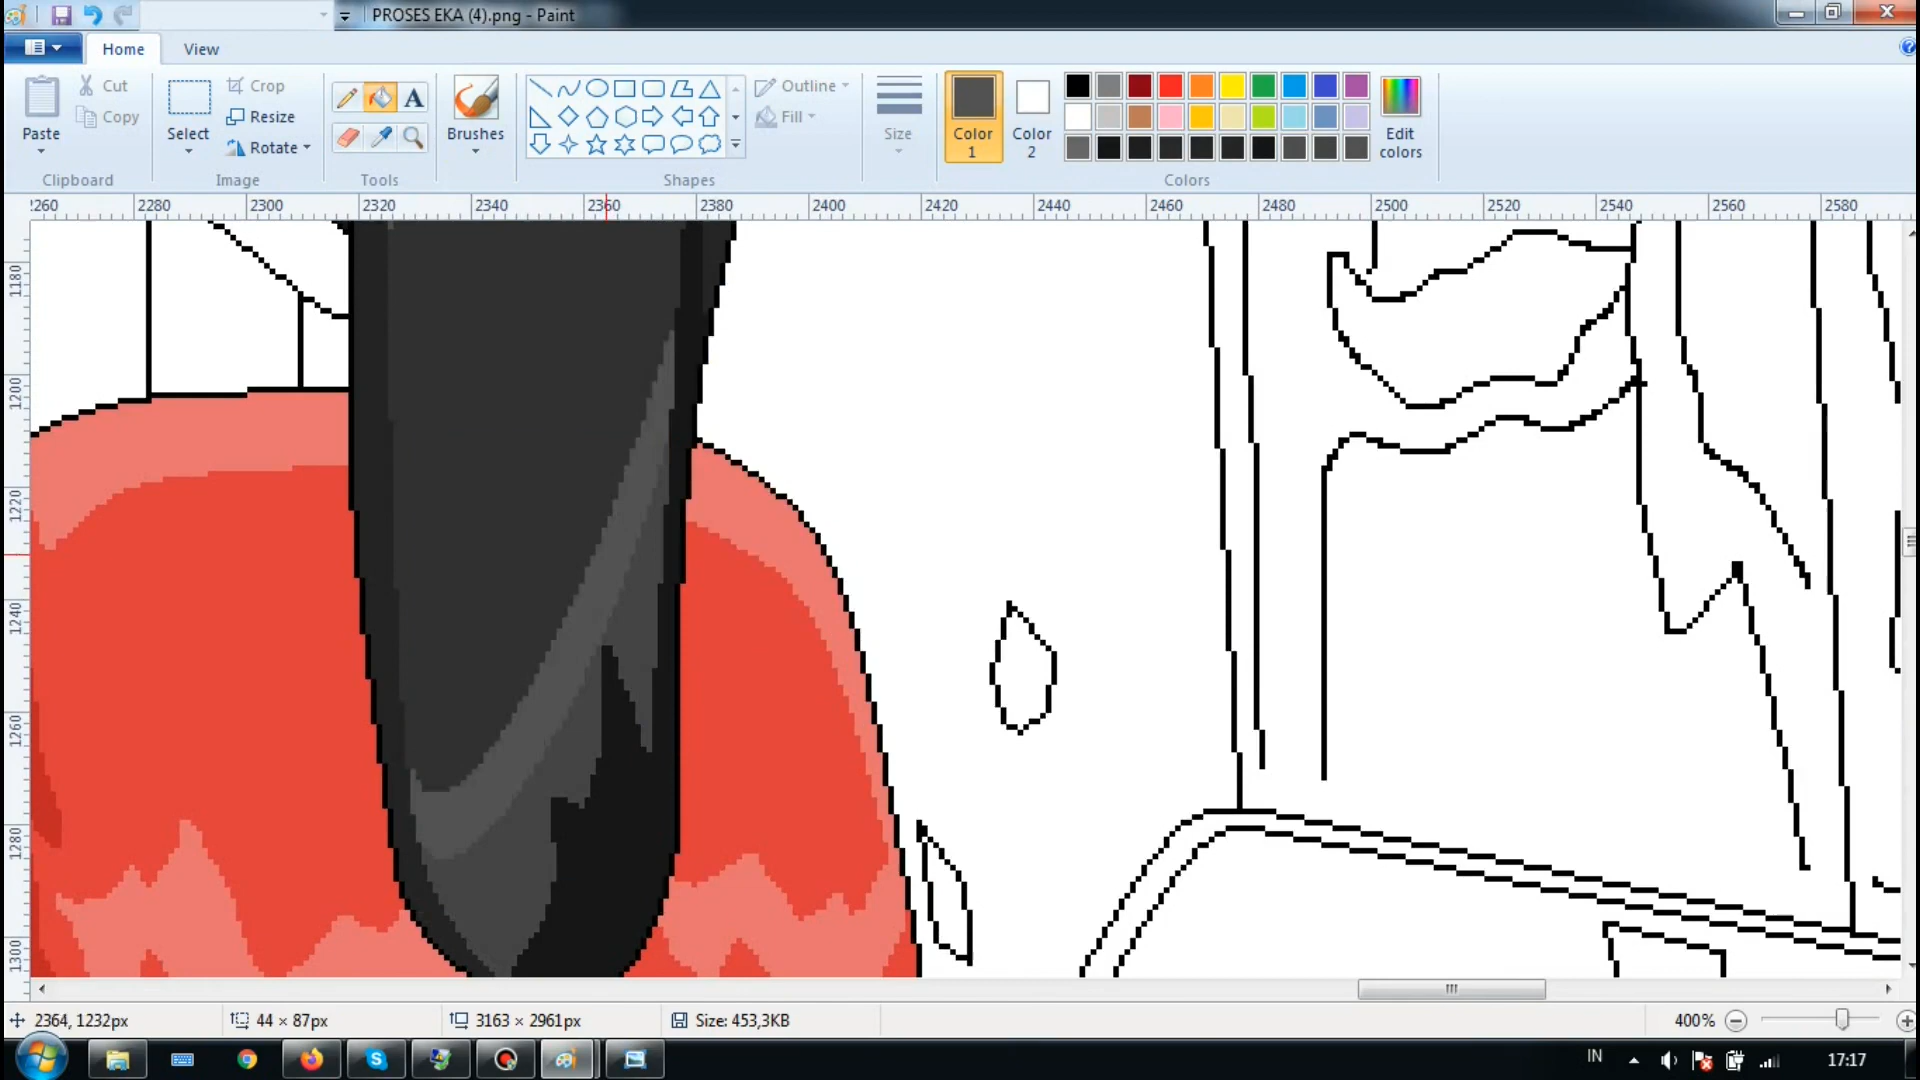 PROSES EKA (4).png - Paint
Home View
Paste
Cut
Copy
Clipboard
Select
Crop
Resize
Rotate
Image
A
Tools
Brushes
Shapes
Outline
Fill
Size
Color 1
Color 2
Edit colors
Colors
2260 2280 2300 2320 2340 2360 2380 2400 2420 2440 2460 2480 2500 2520 2540 2560 2580
1180
1200
1220
1240
1260
1280
1300
2364, 1232px 44 × 87px 3163 × 2961px Size: 453,3KB 400%
IN 17:17